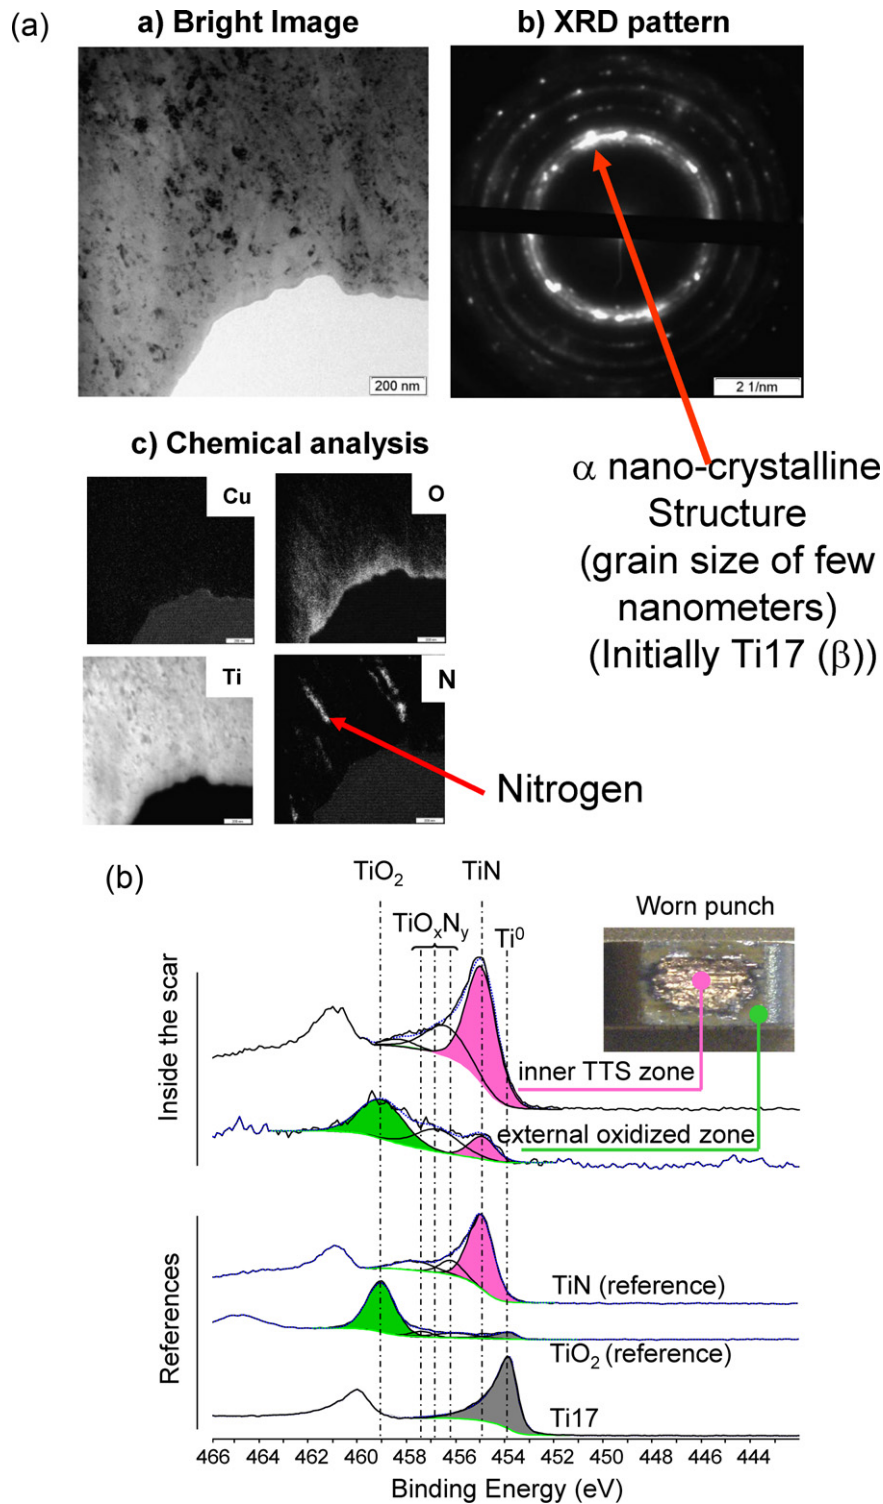 (a)
a) Bright Image
b) XRD pattern
200 nm
2 1/nm
c) Chemical analysis
Cu
O
Ti
N
α nano-crystalline
Structure
(grain size of few
nanometers)
(Initially Ti17 (β))
Nitrogen
(b)
TiO2
TiN
TiOxNy
Ti0
Worn punch
Inside the scar
inner TTS zone
external oxidized zone
References
TiN (reference)
TiO2 (reference)
Ti17
466 464 462 460 458 456 454 452 450 448 446 444
Binding Energy (eV)